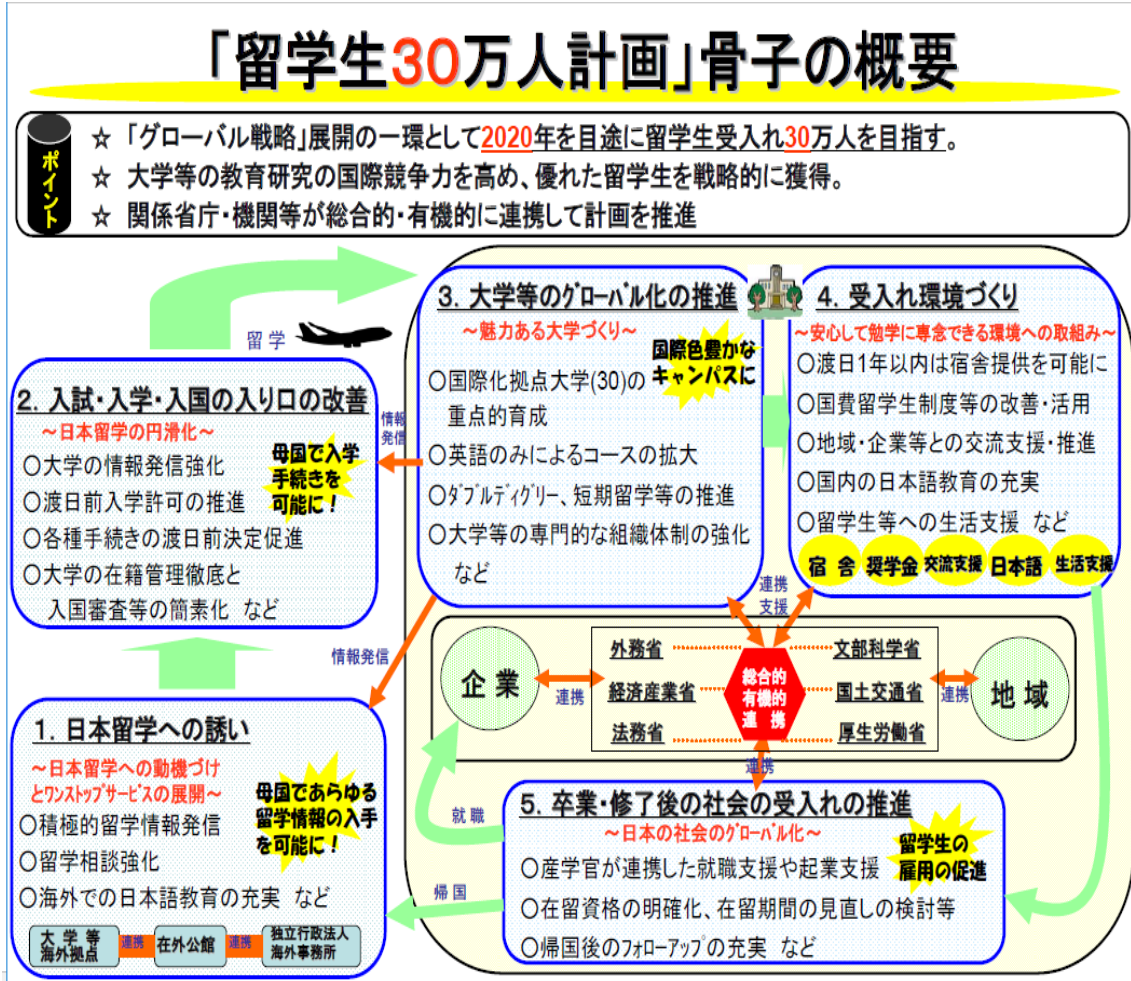 「留学生30万人計画」骨子の概要
ポイント
☆ 「グローバル戦略」展開の一環として2020年を目途に留学生受入れ30万人を目指す。
☆ 大学等の教育研究の国際競争力を高め、優れた留学生を戦略的に獲得。
☆ 関係省庁・機関等が総合的・有機的に連携して計画を推進
留学
2. 入試・入学・入国の入り口の改善
～日本留学の円滑化～
母国で入学
手続きを
可能に!
○大学の情報発信強化
○渡日前入学許可の推進
○各種手続きの渡日前決定促進
○大学の在籍管理徹底と
入国審査等の簡素化 など
情報
発信
3. 大学等のグローバル化の推進
～魅力ある大学づくり～
国際色豊かな
キャンパスに
○国際化拠点大学(30)の
重点的育成
○英語のみによるコースの拡大
○ダブルディグリー、短期留学等の推進
○大学等の専門的な組織体制の強化
など
4. 受入れ環境づくり
～安心して勉学に専念できる環境への取組み～
○渡日1年以内は宿舎提供を可能に
○国費留学生制度等の改善・活用
○地域・企業等との交流支援・推進
○国内の日本語教育の充実
○留学生等への生活支援 など
宿舎 奨学金 交流支援 日本語 生活支援
連携
支援
情報発信
企業
連携
外務省
経済産業省
法務省
総合的
有機的
連携
文部科学省
国土交通省
厚生労働省
連携
地域
連携
1. 日本留学への誘い
～日本留学への動機づけ
とワンストップサービスの展開～
母国であらゆる
留学情報の入手
を可能に!
○積極的留学情報発信
○留学相談強化
○海外での日本語教育の充実 など
大学等
海外拠点
連携
在外公館
連携
独立行政法人
海外事務所
就職
帰国
5. 卒業・修了後の社会の受入れの推進
～日本の社会のグローバル化～
留学生の
雇用の促進
○産学官が連携した就職支援や起業支援
○在留資格の明確化、在留期間の見直しの検討等
○帰国後のフォローアップの充実 など